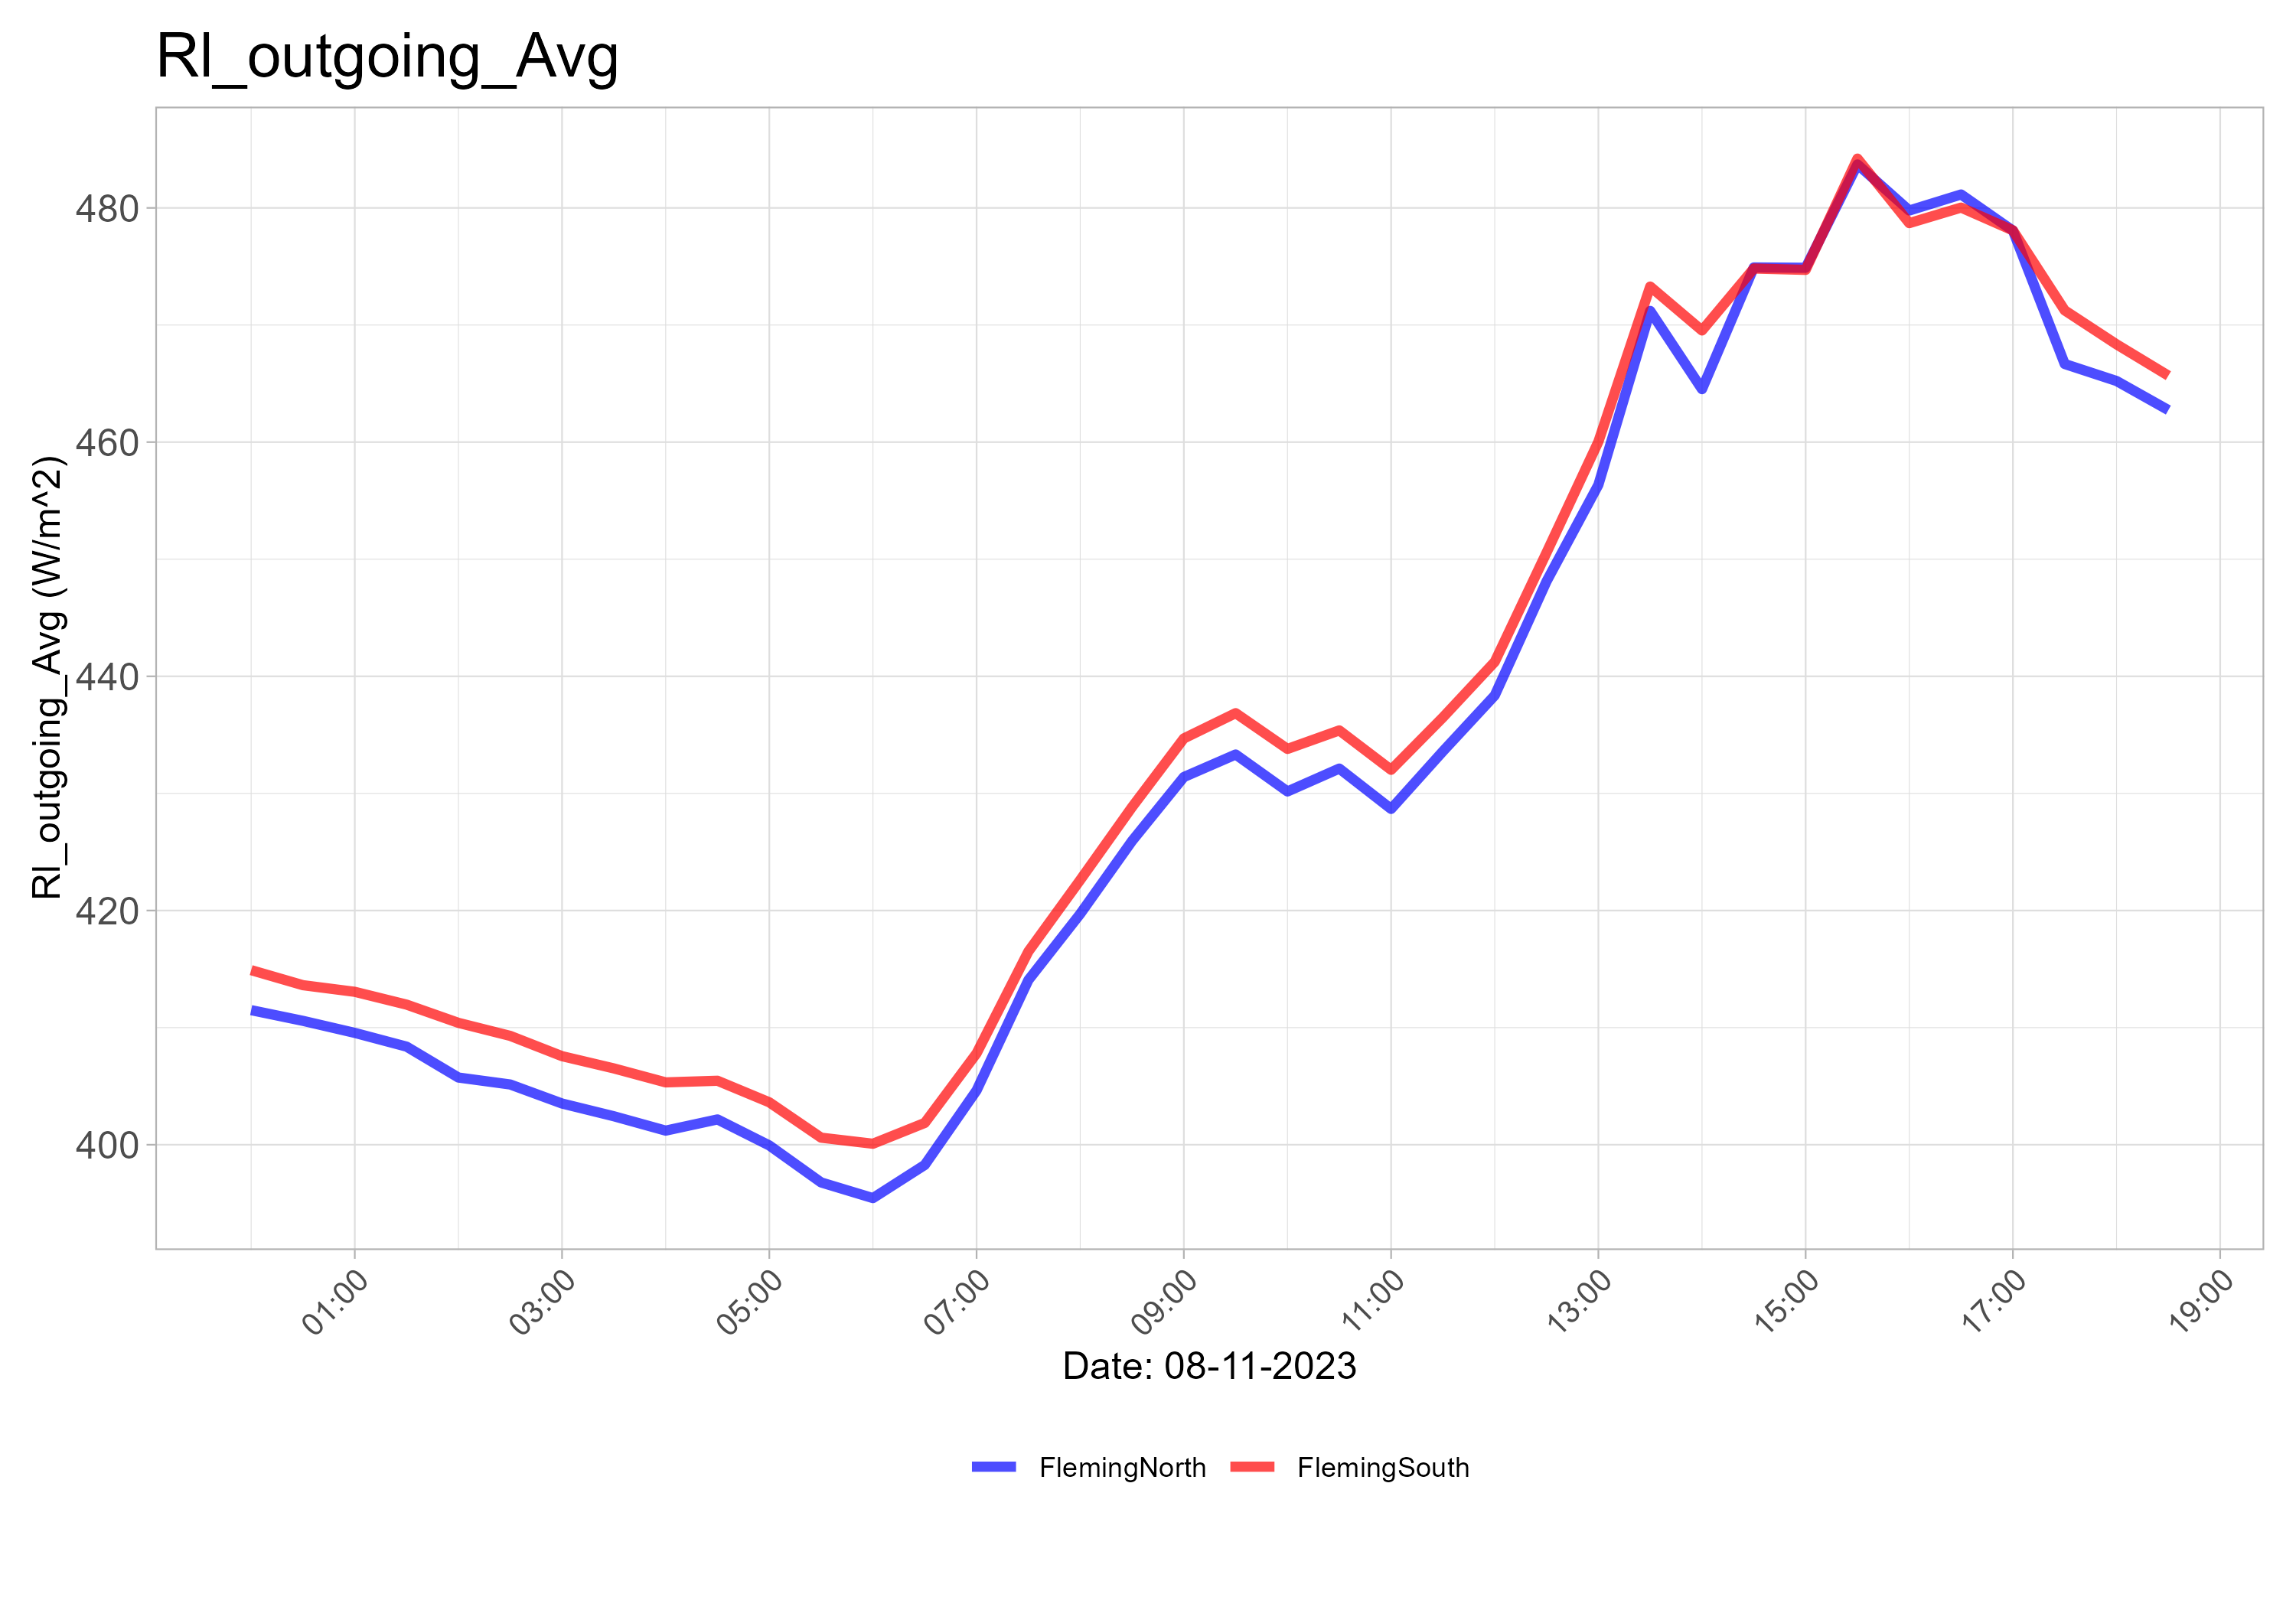 Rl_outgoing_Avg
Rl_outgoing_Avg (W/m^2)
480
460
440
420
400
01:00 03:00 05:00 07:00 09:00 11:00 13:00 15:00 17:00 19:00
Date: 08-11-2023
FlemingNorth FlemingSouth